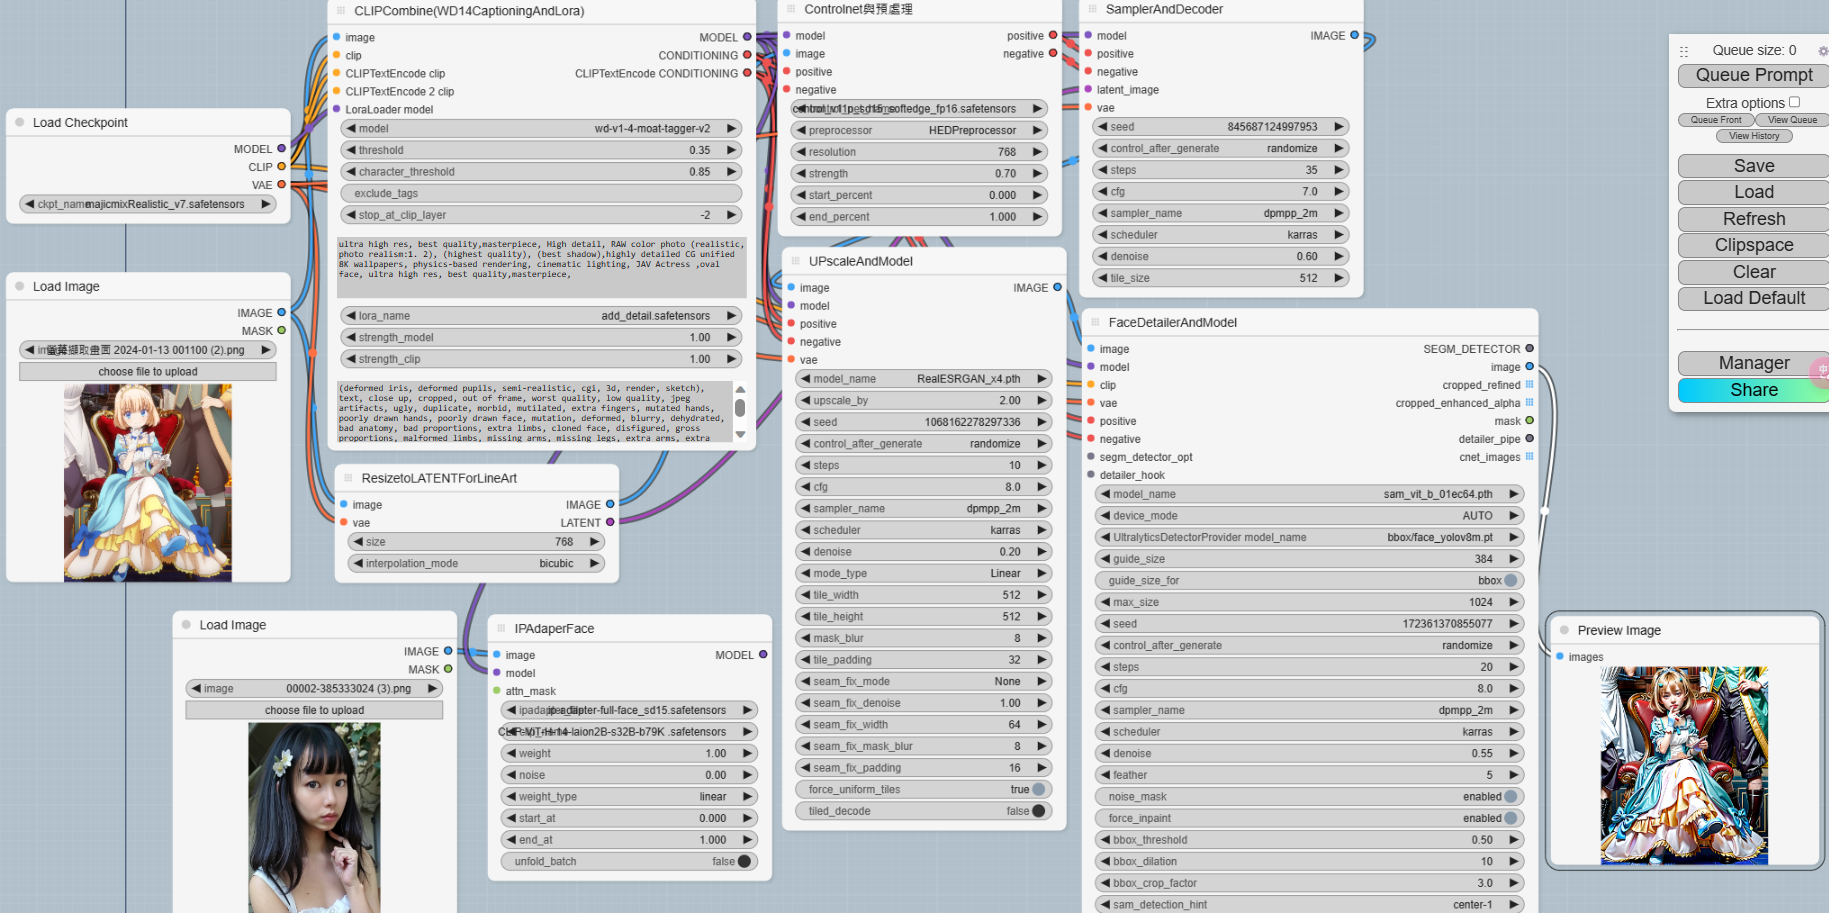 CLIPCombine(WD14CaptioningAndLora)
image
MODEL
clip
CONDITIONING
CLIPTextEncode clip
CLIPTextEncode CONDITIONING
CLIPTextEncode 2 clip
LoraLoader model
model
wd-v1-4-moat-tagger-v2
threshold
0.35
character_threshold
0.85
exclude_tags
stop_at_clip_layer
-2
ultra high res, best quality,masterpiece, High detail, RAW color photo (realistic,
photo realism:1. 2), (highest quality), (best shadow),highly detailed CG unified
8K wallpapers, physics-based rendering, cinematic lighting, JAV Actress ,oval
face, ultra high res, best quality,masterpiece,
lora_name
add_detail.safetensors
strength_model
1.00
strength_clip
1.00
(deformed iris, deformed pupils, semi-realistic, cgi, 3d, render, sketch),
text, close up, cropped, out of frame, worst quality, low quality, jpeg
artifacts, ugly, duplicate, morbid, mutilated, extra fingers, mutated hands,
poorly drawn hands, poorly drawn face, mutation, deformed, blurry, dehydrated,
bad anatomy, bad proportions, extra limbs, cloned face, disfigured, gross
proportions, malformed limbs, missing arms, missing legs, extra arms, extra
Load Checkpoint
MODEL
CLIP
VAE
ckpt_name
majicmixRealistic_v7.safetensors
Load Image
IMAGE
MASK
螢幕擷取畫面 2024-01-13 001100 (2).png
choose file to upload
ResizetoLATENTForLineArt
image
IMAGE
vae
LATENT
size
768
interpolation_mode
bicubic
Load Image
IMAGE
MASK
image
00002-385333024 (3).png
choose file to upload
IPAdaperFace
image
MODEL
model
attn_mask
ip-adapter-full-face_sd15.safetensors
CLIP-ViT-H-14-laion2B-s32B-b79K .safetensors
weight
1.00
noise
0.00
weight_type
linear
start_at
0.000
end_at
1.000
unfold_batch
false
Controlnet與預處理
model
positive
image
negative
positive
negative
control_v11p_sd15_softedge_fp16.safetensors
preprocessor
HEDPreprocessor
resolution
768
strength
0.70
start_percent
0.000
end_percent
1.000
UPscaleAndModel
image
IMAGE
model
positive
negative
vae
model_name
RealESRGAN_x4.pth
upscale_by
2.00
seed
1068162278297336
control_after_generate
randomize
steps
10
cfg
8.0
sampler_name
dpmpp_2m
scheduler
karras
denoise
0.20
mode_type
Linear
tile_width
512
tile_height
512
mask_blur
8
tile_padding
32
seam_fix_mode
None
seam_fix_denoise
1.00
seam_fix_width
64
seam_fix_mask_blur
8
seam_fix_padding
16
force_uniform_tiles
true
tiled_decode
false
SamplerAndDecoder
model
IMAGE
positive
negative
latent_image
vae
seed
845687124997953
control_after_generate
randomize
steps
35
cfg
7.0
sampler_name
dpmpp_2m
scheduler
karras
denoise
0.60
tile_size
512
FaceDetailerAndModel
image
SEGM_DETECTOR
model
image
clip
cropped_refined
vae
cropped_enhanced_alpha
positive
mask
negative
detailer_pipe
segm_detector_opt
cnet_images
detailer_hook
model_name
sam_vit_b_01ec64.pth
device_mode
AUTO
UltralyticsDetectorProvider model_name
bbox/face_yolov8m.pt
guide_size
384
guide_size_for
bbox
max_size
1024
seed
172361370855077
control_after_generate
randomize
steps
20
cfg
8.0
sampler_name
dpmpp_2m
scheduler
karras
denoise
0.55
feather
5
noise_mask
enabled
force_inpaint
enabled
bbox_threshold
0.50
bbox_dilation
10
bbox_crop_factor
3.0
sam_detection_hint
center-1
Preview Image
images
Queue size: 0
Queue Prompt
Extra options
Queue Front
View Queue
View History
Save
Load
Refresh
Clipspace
Clear
Load Default
Manager
Share